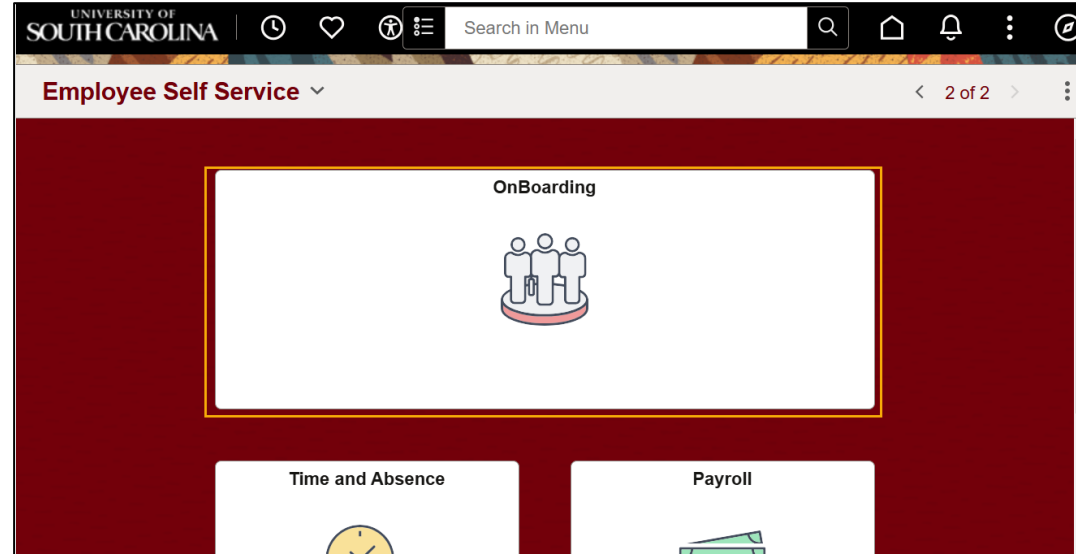 UNIVERSITY OF
SOUTH CAROLINA
Search in Menu
Employee Self Service
2 of 2
OnBoarding
Time and Absence
Payroll